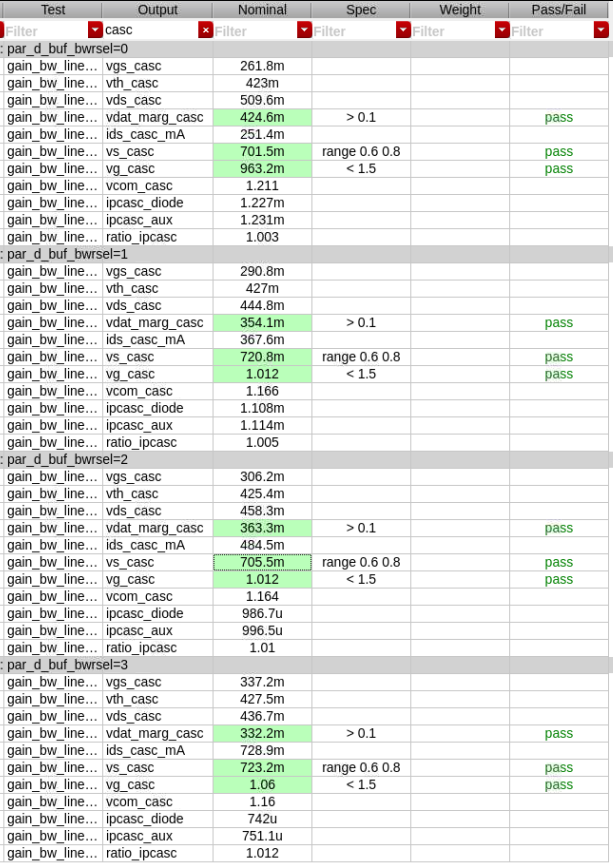 Test Output Nominal Spec Weight Pass/Fail
Filter casc × Filter Filter Filter Filter
: par_d_buf_bwrsel=0
gain_bw_line... vgs_casc 261.8m
gain_bw_line... vth_casc 423m
gain_bw_line... vds_casc 509.6m
gain_bw_line... vdat_marg_casc 424.6m > 0.1 pass
gain_bw_line... ids_casc_mA 251.4m
gain_bw_line... vs_casc 701.5m range 0.6 0.8 pass
gain_bw_line... vg_casc 963.2m < 1.5 pass
gain_bw_line... vcom_casc 1.211
gain_bw_line... ipcasc_diode 1.227m
gain_bw_line... ipcasc_aux 1.231m
gain_bw_line... ratio_ipcasc 1.003
: par_d_buf_bwrsel=1
gain_bw_line... vgs_casc 290.8m
gain_bw_line... vth_casc 427m
gain_bw_line... vds_casc 444.8m
gain_bw_line... vdat_marg_casc 354.1m > 0.1 pass
gain_bw_line... ids_casc_mA 367.6m
gain_bw_line... vs_casc 720.8m range 0.6 0.8 pass
gain_bw_line... vg_casc 1.012 < 1.5 pass
gain_bw_line... vcom_casc 1.166
gain_bw_line... ipcasc_diode 1.108m
gain_bw_line... ipcasc_aux 1.114m
gain_bw_line... ratio_ipcasc 1.005
: par_d_buf_bwrsel=2
gain_bw_line... vgs_casc 306.2m
gain_bw_line... vth_casc 425.4m
gain_bw_line... vds_casc 458.3m
gain_bw_line... vdat_marg_casc 363.3m > 0.1 pass
gain_bw_line... ids_casc_mA 484.5m
gain_bw_line... vs_casc 705.5m range 0.6 0.8 pass
gain_bw_line... vg_casc 1.012 < 1.5 pass
gain_bw_line... vcom_casc 1.164
gain_bw_line... ipcasc_diode 986.7u
gain_bw_line... ipcasc_aux 996.5u
gain_bw_line... ratio_ipcasc 1.01
: par_d_buf_bwrsel=3
gain_bw_line... vgs_casc 337.2m
gain_bw_line... vth_casc 427.5m
gain_bw_line... vds_casc 436.7m
gain_bw_line... vdat_marg_casc 332.2m > 0.1 pass
gain_bw_line... ids_casc_mA 728.9m
gain_bw_line... vs_casc 723.2m range 0.6 0.8 pass
gain_bw_line... vg_casc 1.06 < 1.5 pass
gain_bw_line... vcom_casc 1.16
gain_bw_line... ipcasc_diode 742u
gain_bw_line... ipcasc_aux 751.1u
gain_bw_line... ratio_ipcasc 1.012